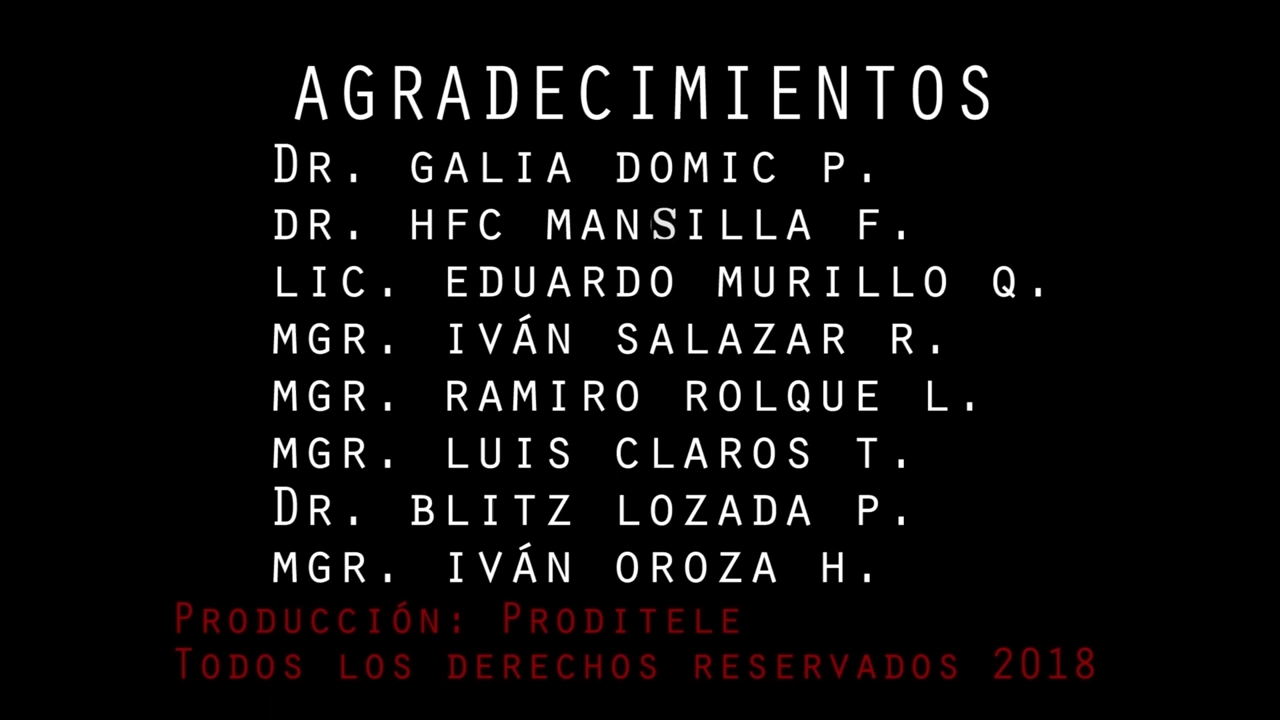 AGRADECIMIENTOS
DR. GALIA DOMIC P.
DR. HFC MANSILLA F.
LIC. EDUARDO MURILLO Q.
MGR. IVÁN SALAZAR R.
MGR. RAMIRO ROLQUE L.
MGR. LUIS CLAROS T.
DR. BLITZ LOZADA P.
MGR. IVÁN OROZA H.
PRODUCCIÓN: PRODITELE
TODOS LOS DERECHOS RESERVADOS 2018